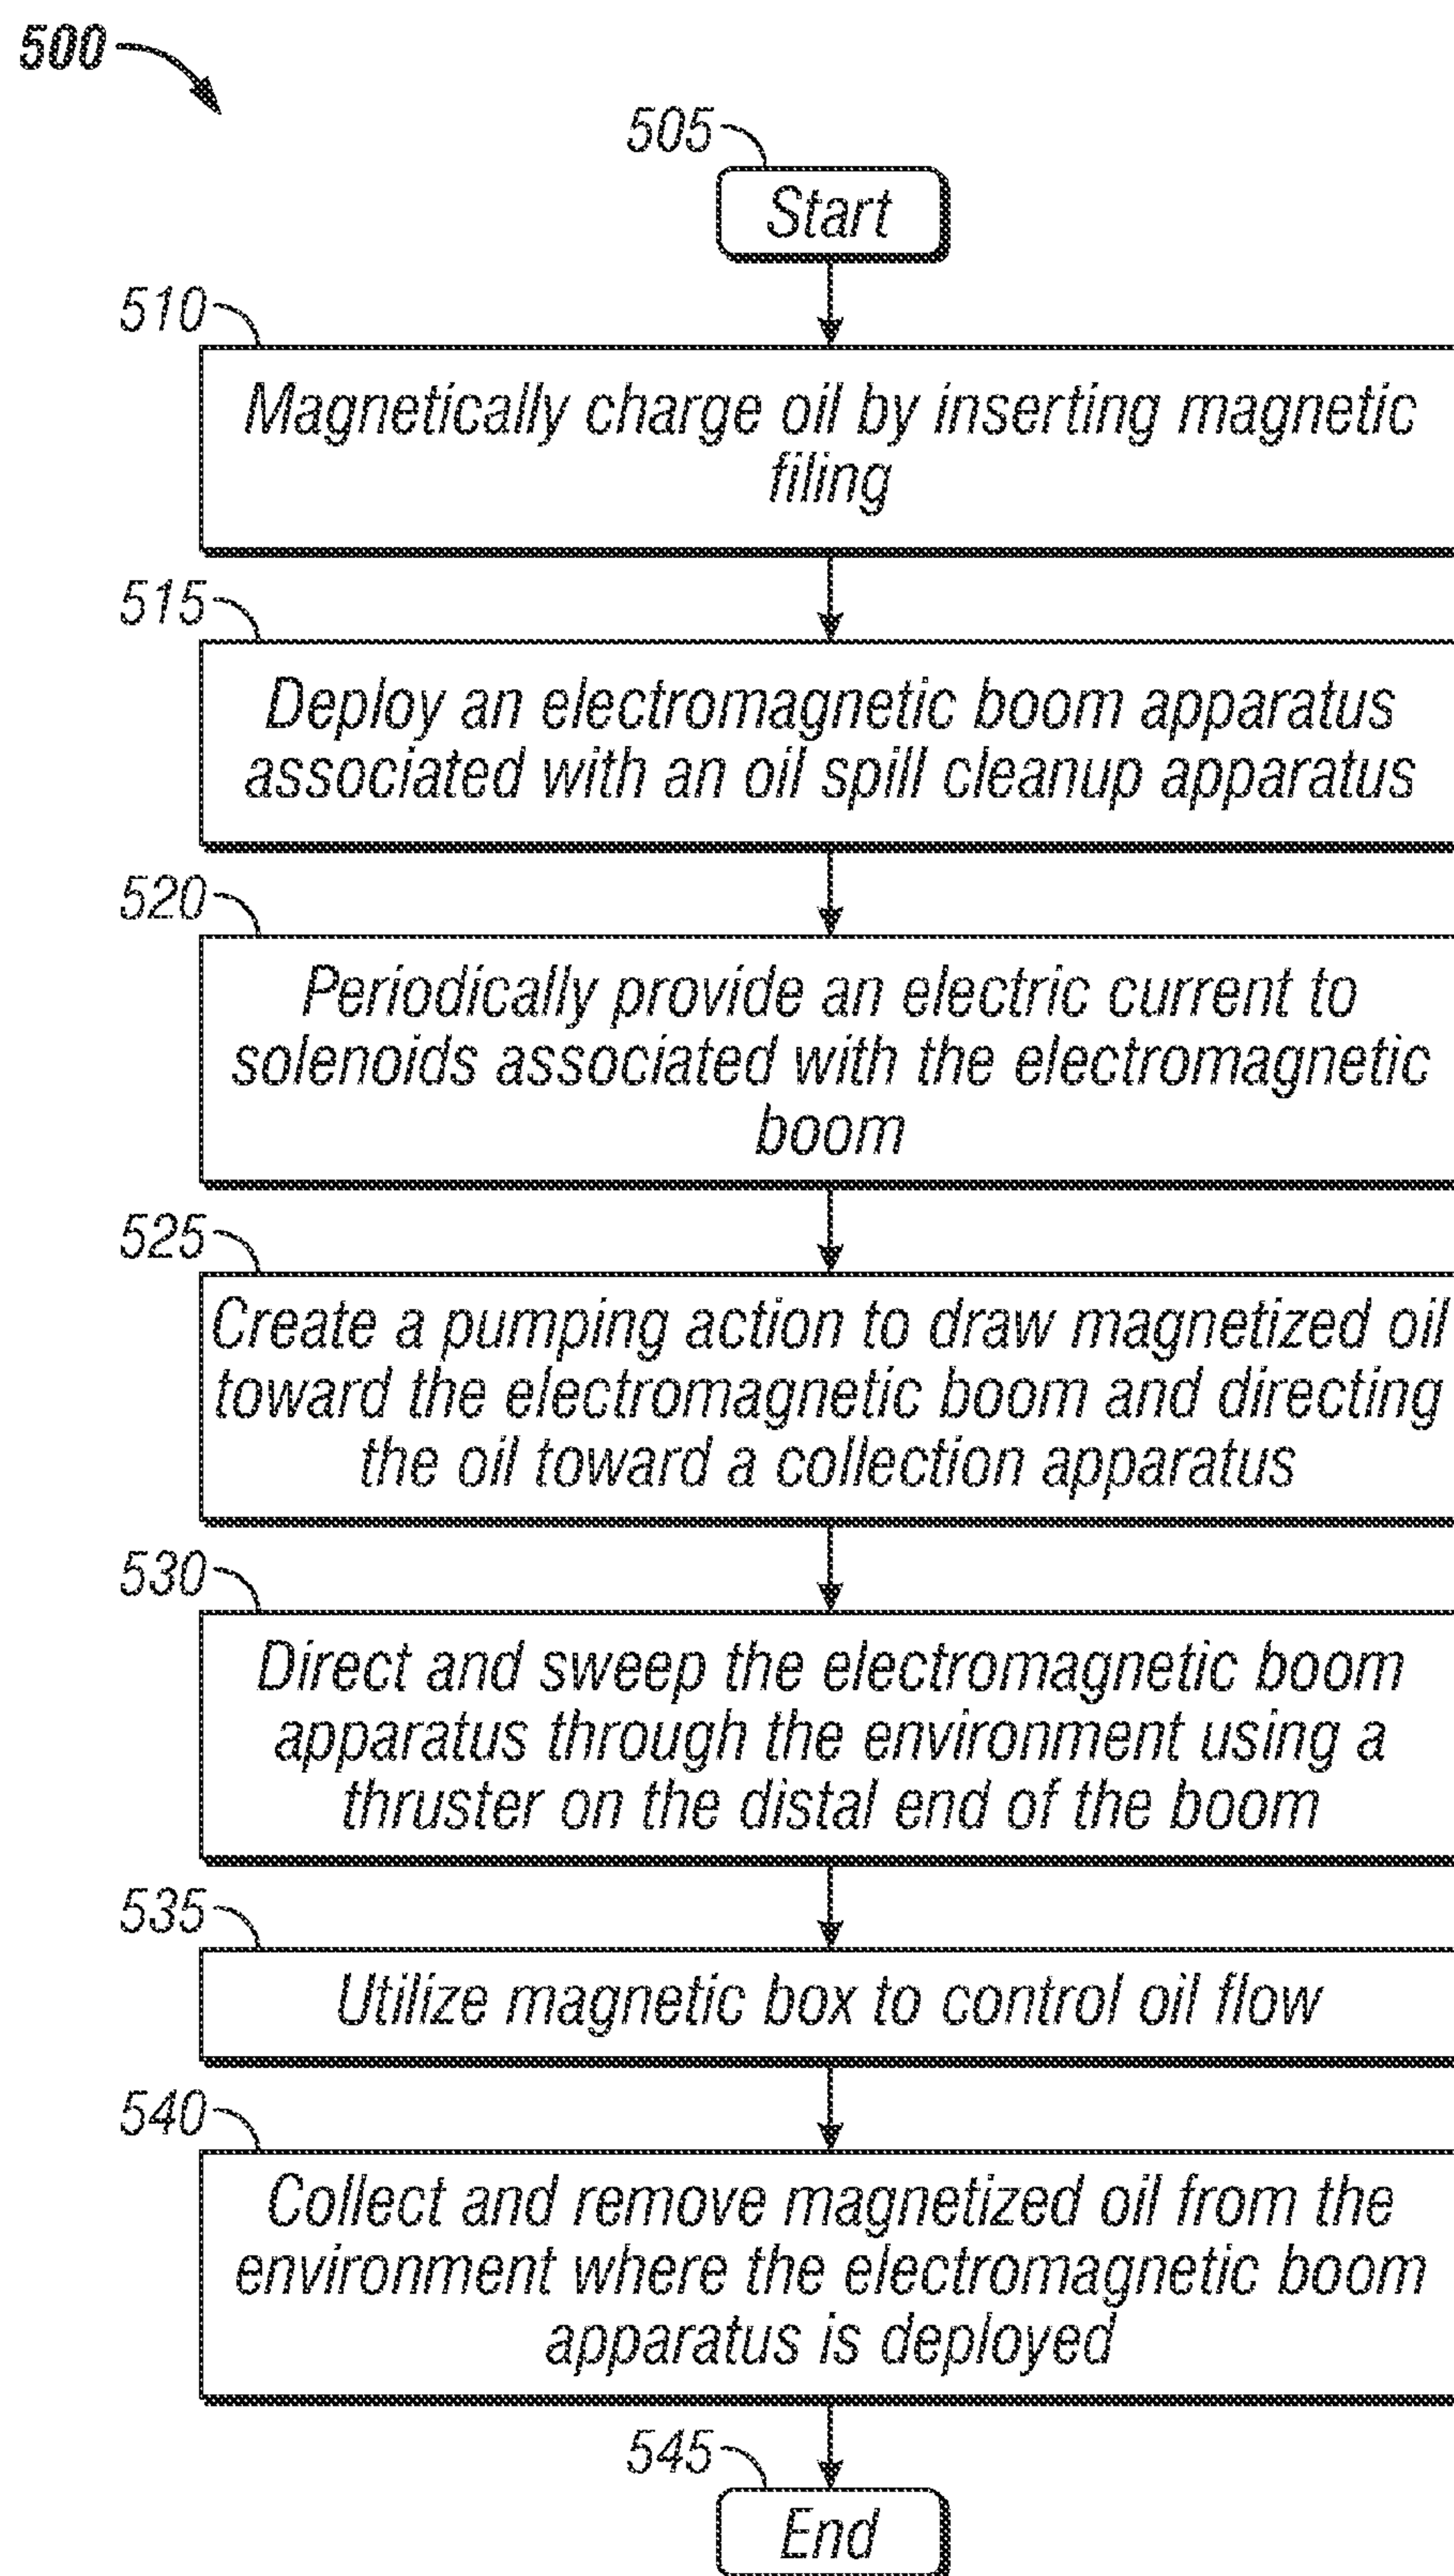 500
505
Start
510
Magnetically charge oil by inserting magnetic
filing
515
Deploy an electromagnetic boom apparatus
associated with an oil spill cleanup apparatus
520
Periodically provide an electric current to
solenoids associated with the electromagnetic
boom
525
Create a pumping action to draw magnetized oil
toward the electromagnetic boom and directing
the oil toward a collection apparatus
530
Direct and sweep the electromagnetic boom
apparatus through the environment using a
thruster on the distal end of the boom
535
Utilize magnetic box to control oil flow
540
Collect and remove magnetized oil from the
environment where the electromagnetic boom
apparatus is deployed
545
End